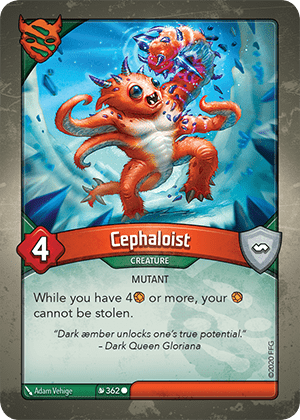 4
Cephaloist
CREATURE
MUTANT
While you have 4 or more, your
cannot be stolen.
"Dark æmber unlocks one's true potential."
– Dark Queen Gloriana
Adam Vehige
362
©2020 FFG